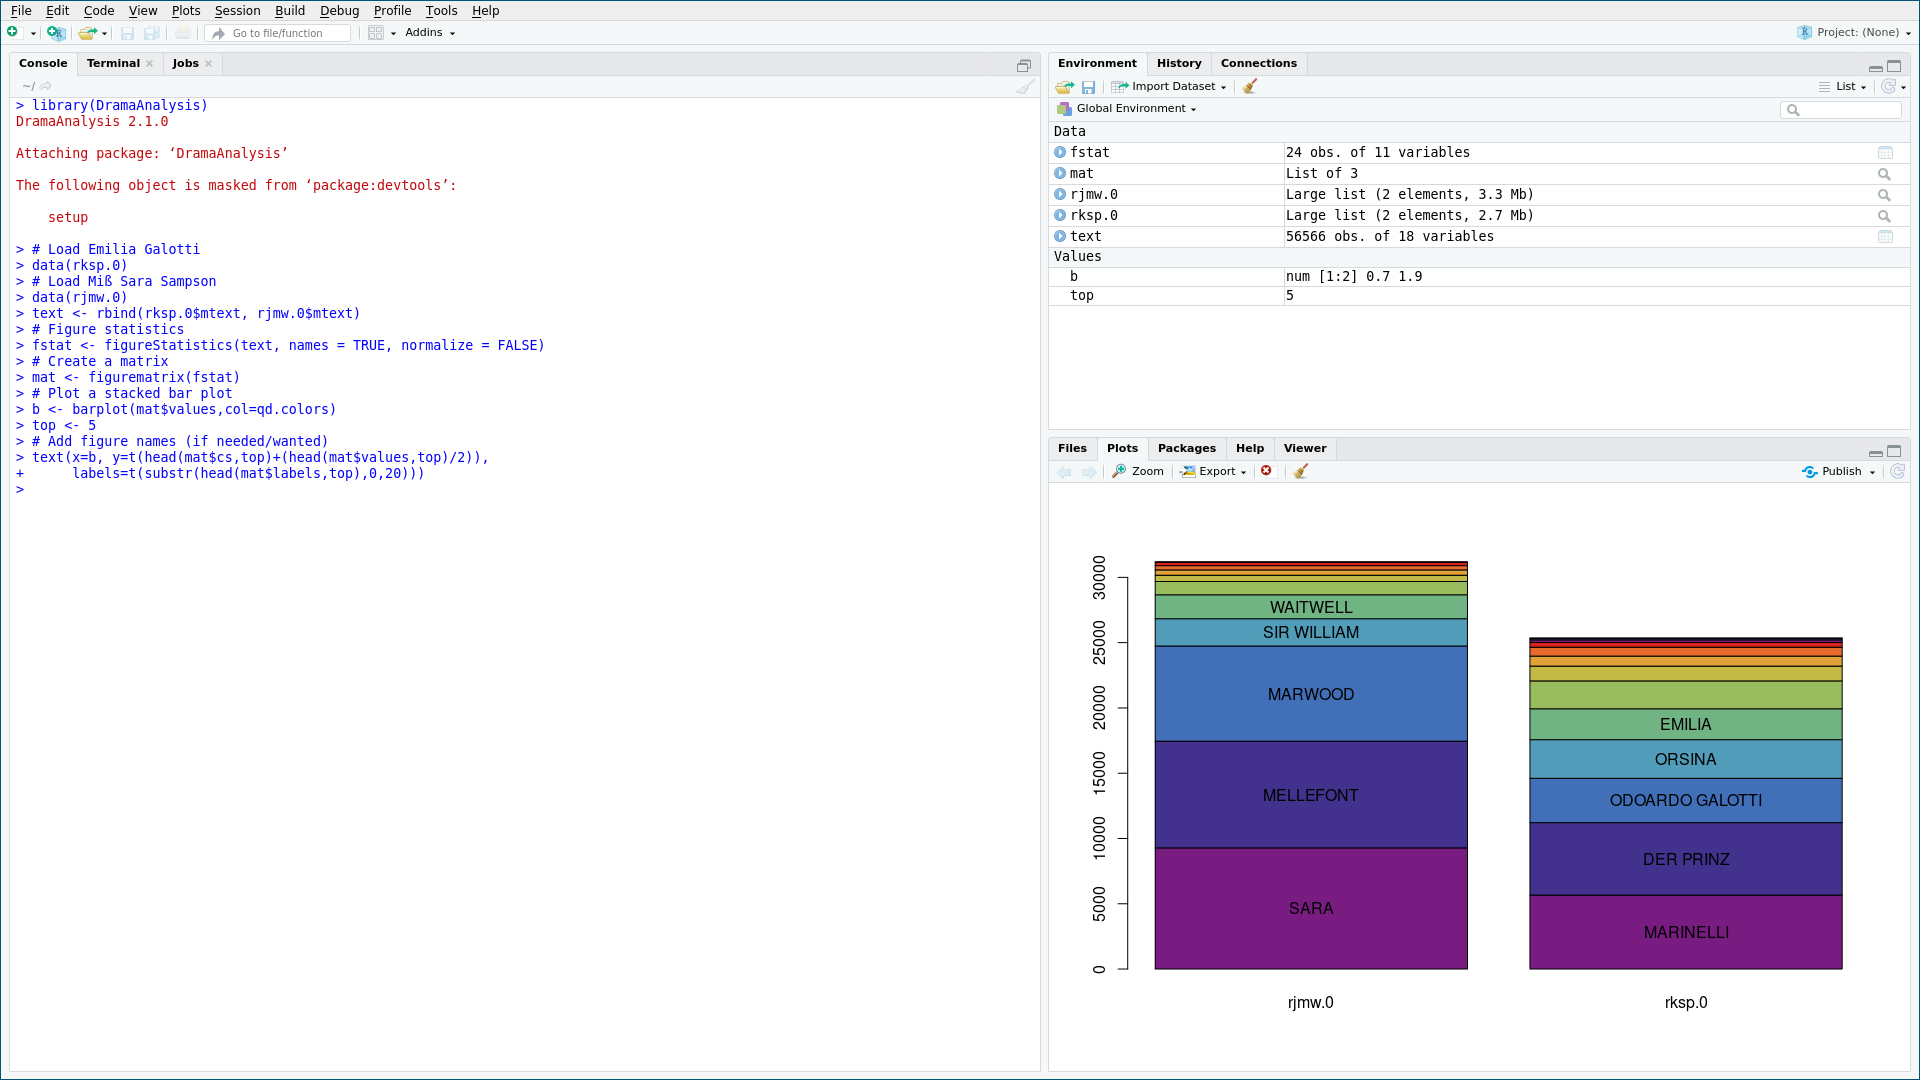 File Edit Code View Plots Session Build Debug Profile Tools Help
Go to file/function Addins Project: (None)
Console Terminal Jobs
~/
> library(DramaAnalysis)
DramaAnalysis 2.1.0
Attaching package: ‘DramaAnalysis’
The following object is masked from ‘package:devtools’:
setup
> # Load Emilia Galotti
> data(rksp.0)
> # Load Miß Sara Sampson
> data(rjmw.0)
> text <- rbind(rksp.0$mtext, rjmw.0$mtext)
> # Figure statistics
> fstat <- figureStatistics(text, names = TRUE, normalize = FALSE)
> # Create a matrix
> mat <- figurematrix(fstat)
> # Plot a stacked bar plot
> b <- barplot(mat$values,col=qd.colors)
> top <- 5
> # Add figure names (if needed/wanted)
> text(x=b, y=t(head(mat$cs,top)+(head(mat$values,top)/2)),
+      labels=t(substr(head(mat$labels,top),0,20)))
>
Environment History Connections
Import Dataset List
Global Environment
Data
fstat 24 obs. of 11 variables
mat List of 3
rjmw.0 Large list (2 elements, 3.3 Mb)
rksp.0 Large list (2 elements, 2.7 Mb)
text 56566 obs. of 18 variables
Values
b num [1:2] 0.7 1.9
top 5
Files Plots Packages Help Viewer
Zoom Export Publish
30000
25000
20000
15000
10000
5000
0
WAITWELL
SIR WILLIAM
MARWOOD
MELLEFONT
SARA
rjmw.0
EMILIA
ORSINA
ODOARDO GALOTTI
DER PRINZ
MARINELLI
rksp.0